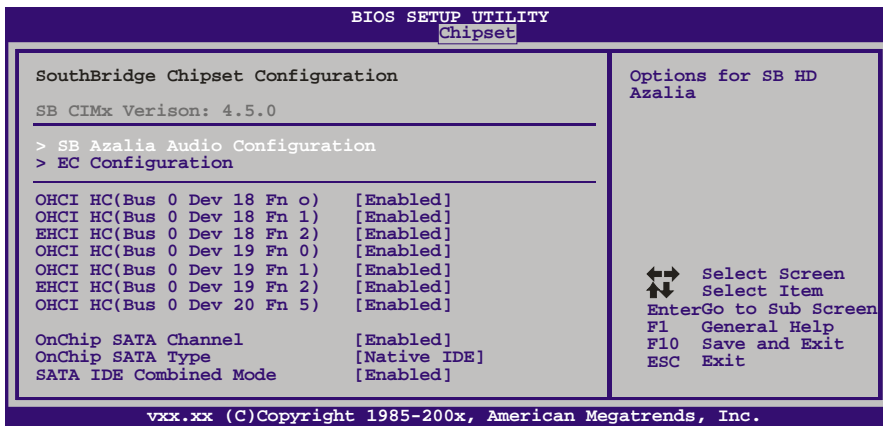 BIOS SETUP UTILITY
Chipset
SouthBridge Chipset Configuration
SB CIMx Verison: 4.5.0
> SB Azalia Audio Configuration
> EC Configuration
OHCI HC(Bus 0 Dev 18 Fn o) [Enabled]
OHCI HC(Bus 0 Dev 18 Fn 1) [Enabled]
EHCI HC(Bus 0 Dev 18 Fn 2) [Enabled]
OHCI HC(Bus 0 Dev 19 Fn 0) [Enabled]
OHCI HC(Bus 0 Dev 19 Fn 1) [Enabled]
EHCI HC(Bus 0 Dev 19 Fn 2) [Enabled]
OHCI HC(Bus 0 Dev 20 Fn 5) [Enabled]
OnChip SATA Channel [Enabled]
OnChip SATA Type [Native IDE]
SATA IDE Combined Mode [Enabled]
Options for SB HD
Azalia
Select Screen
Select Item
EnterGo to Sub Screen
F1 General Help
F10 Save and Exit
ESC Exit
vxx.xx (C)Copyright 1985-200x, American Megatrends, Inc.